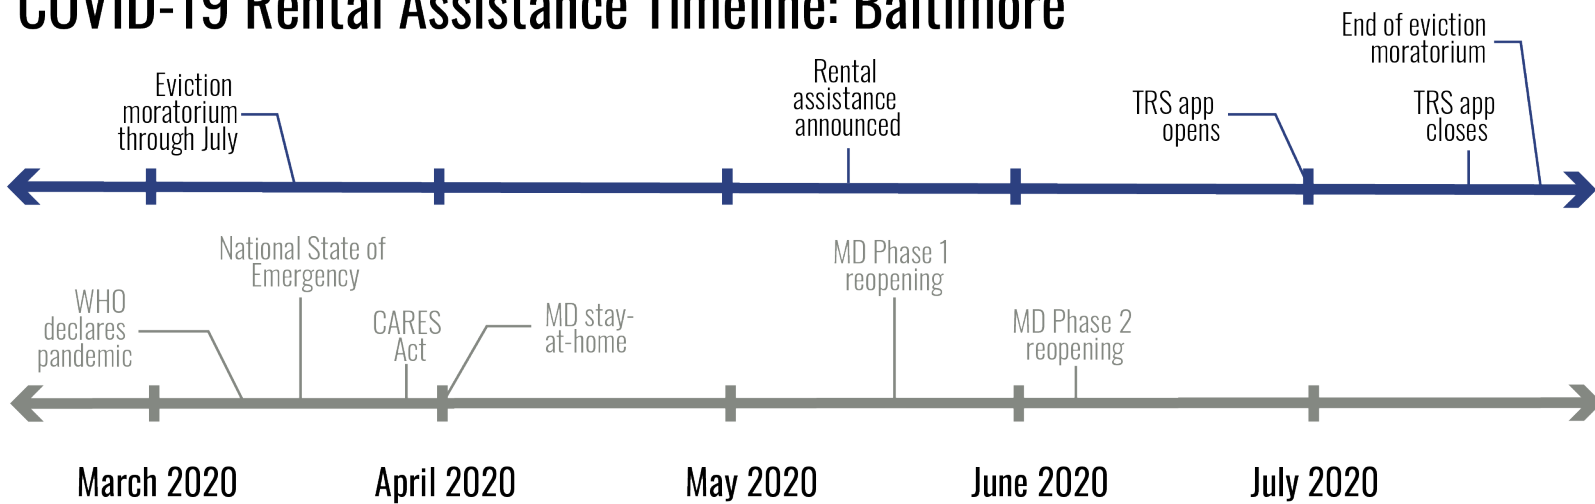 COVID-19 Rental Assistance Timeline: Baltimore
End of eviction
moratorium
Eviction
moratorium
through July
Rental
assistance
announced
TRS app
opens
TRS app
closes
National State of
Emergency
WHO
declares
pandemic
CARES
Act
MD stay-
at-home
MD Phase 1
reopening
MD Phase 2
reopening
March 2020
April 2020
May 2020
June 2020
July 2020